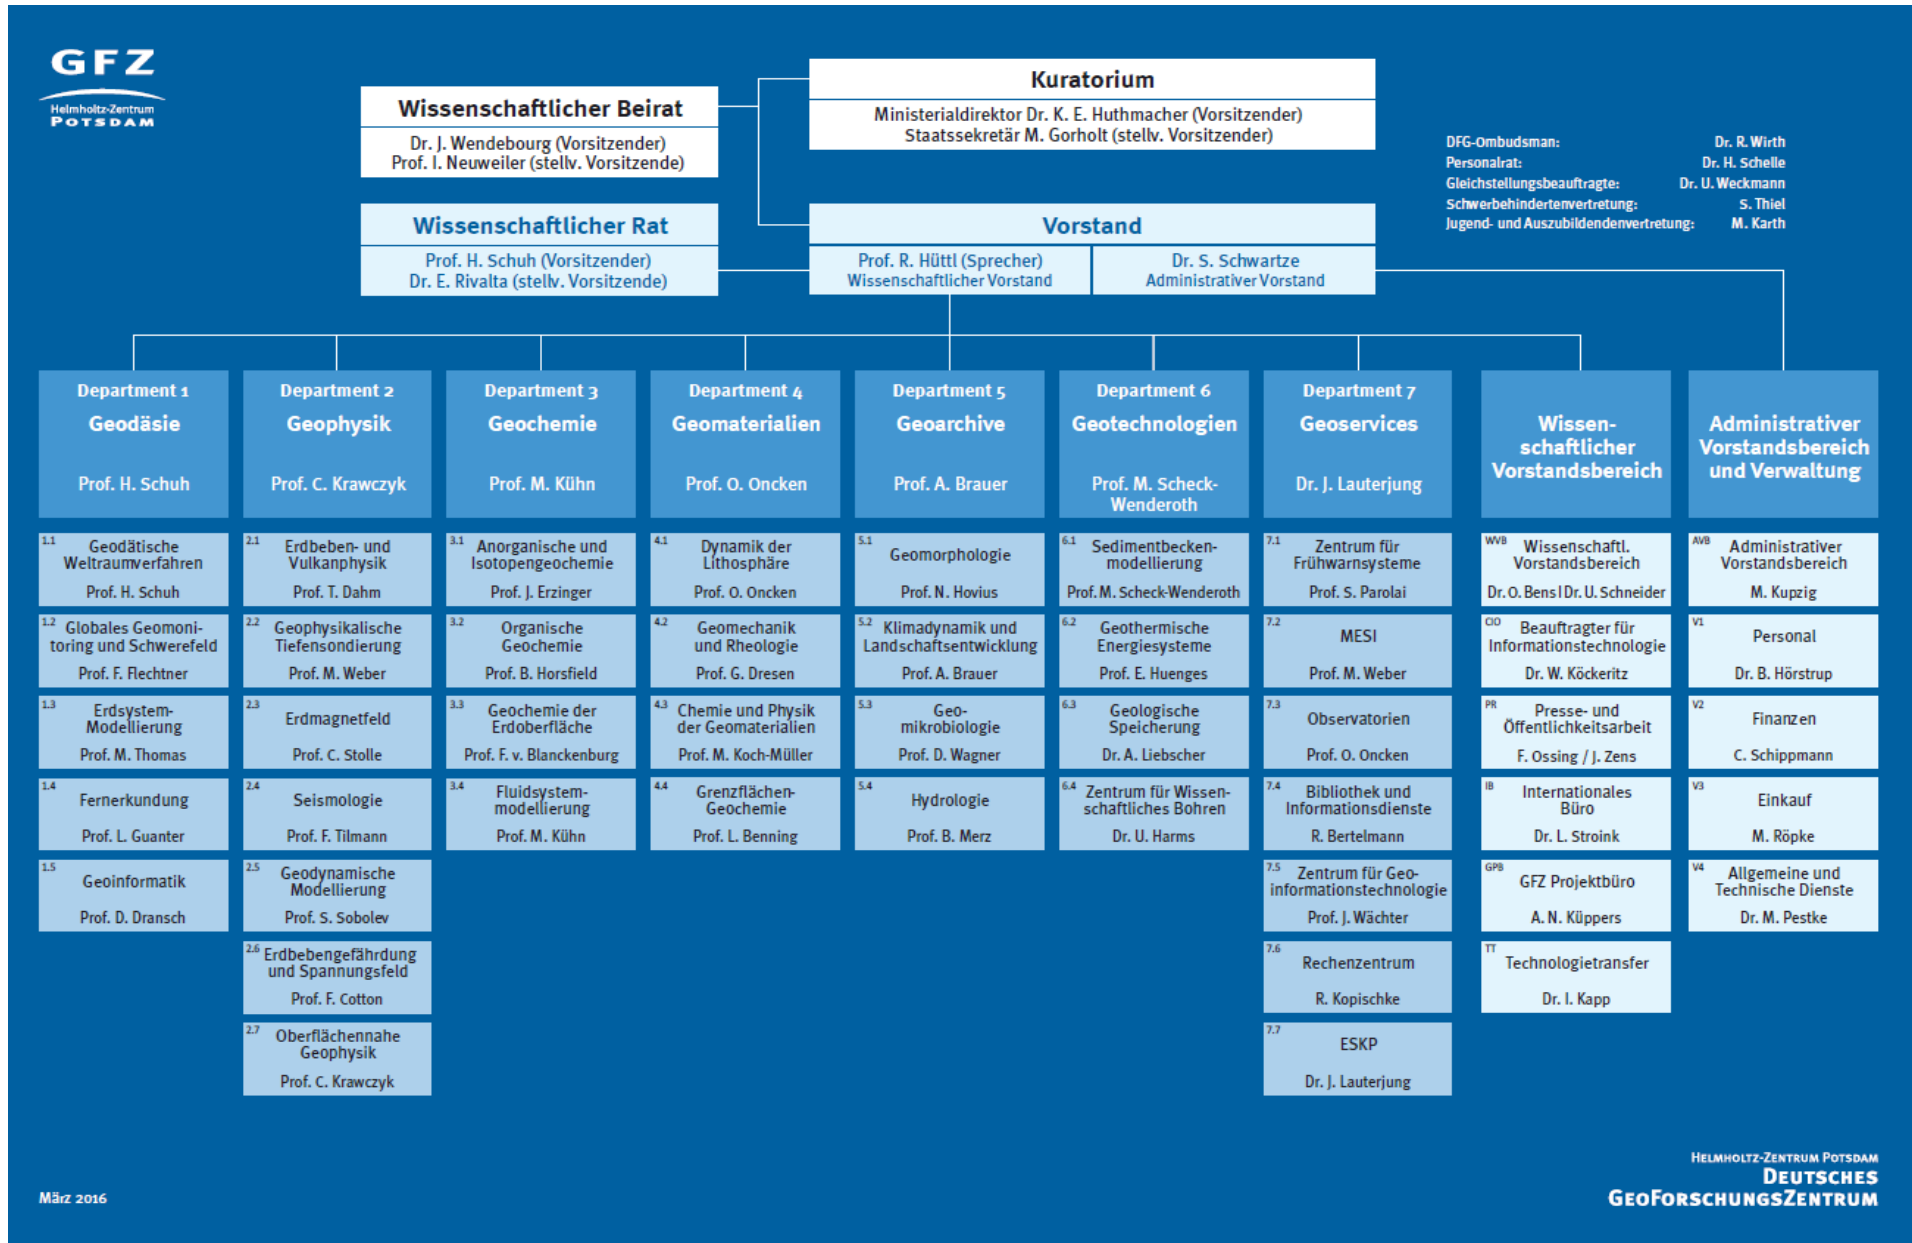 GFZ
Helmholtz-Zentrum
POTSDAM
Wissenschaftlicher Beirat
Dr. J. Wendebourg (Vorsitzender)
Prof. I. Neuweiler (stellv. Vorsitzende)
Kuratorium
Ministerialdirektor Dr. K. E. Huthmacher (Vorsitzender)
Staatssekretär M. Gorholt (stellv. Vorsitzender)
DFG-Ombudsman: Dr. R. Wirth
Personalrat: Dr. H. Schelle
Gleichstellungsbeauftragte: Dr. U. Weckmann
Schwerbehindertenvertretung: S. Thiel
Jugend- und Auszubildendenvertretung: M. Karth
Wissenschaftlicher Rat
Prof. H. Schuh (Vorsitzender)
Dr. E. Rivalta (stellv. Vorsitzende)
Vorstand
Prof. R. Hüttl (Sprecher)
Wissenschaftlicher Vorstand
Dr. S. Schwartze
Administrativer Vorstand
Department 1
Geodäsie
Prof. H. Schuh
1.1 Geodätische
Weltraumverfahren
Prof. H. Schuh
1.2 Globales Geomoni-
toring und Schwerefeld
Prof. F. Flechtner
1.3 Erdsystem-
Modellierung
Prof. M. Thomas
1.4 Fernerkundung
Prof. L. Guanter
1.5 Geoinformatik
Prof. D. Dransch
Department 2
Geophysik
Prof. C. Krawczyk
2.1 Erdbeben- und
Vulkanphysik
Prof. T. Dahm
2.2 Geophysikalische
Tiefensondierung
Prof. M. Weber
2.3 Erdmagnetfeld
Prof. C. Stolle
2.4 Seismologie
Prof. F. Tilmann
2.5 Geodynamische
Modellierung
Prof. S. Sobolev
2.6 Erdbebengefährdung
und Spannungsfeld
Prof. F. Cotton
2.7 Oberflächennahe
Geophysik
Prof. C. Krawczyk
Department 3
Geochemie
Prof. M. Kühn
3.1 Anorganische und
Isotopengeochemie
Prof. J. Erzinger
3.2 Organische
Geochemie
Prof. B. Horsfield
3.3 Geochemie der
Erdoberfläche
Prof. F. v. Blanckenburg
3.4 Fluidsystem-
modellierung
Prof. M. Kühn
Department 4
Geomaterialien
Prof. O. Oncken
4.1 Dynamik der
Lithosphäre
Prof. O. Oncken
4.2 Geomechanik
und Rheologie
Prof. G. Dresen
4.3 Chemie und Physik
der Geomaterialien
Prof. M. Koch-Müller
4.4 Grenzflächen-
Geochemie
Prof. L. Benning
Department 5
Geoarchive
Prof. A. Brauer
5.1 Geomorphologie
Prof. N. Hovius
5.2 Klimadynamik und
Landschaftsentwicklung
Prof. A. Brauer
5.3 Geo-
mikrobiologie
Prof. D. Wagner
5.4 Hydrologie
Prof. B. Merz
Department 6
Geotechnologien
Prof. M. Scheck-
Wenderoth
6.1 Sedimentbecken-
modellierung
Prof. M. Scheck-Wenderoth
6.2 Geothermische
Energiesysteme
Prof. E. Huenges
6.3 Geologische
Speicherung
Dr. A. Liebscher
6.4 Zentrum für Wissen-
schaftliches Bohren
Dr. U. Harms
Department 7
Geoservices
Dr. J. Lauterjung
7.1 Zentrum für
Frühwarnsysteme
Prof. S. Parolai
7.2 MESI
Prof. M. Weber
7.3 Observatorien
Prof. O. Oncken
7.4 Bibliothek und
Informationsdienste
R. Bertelmann
7.5 Zentrum für Geo-
informationstechnologie
Prof. J. Wächter
7.6 Rechenzentrum
R. Kopischke
7.7 ESKP
Dr. J. Lauterjung
Wissen-
schaftlicher
Vorstandsbereich
WVB Wissenschaftl.
Vorstandsbereich
Dr. O. Bens | Dr. U. Schneider
CIO Beauftragter für
Informationstechnologie
Dr. W. Köckeritz
PR Presse- und
Öffentlichkeitsarbeit
F. Ossing / J. Zens
IB Internationales
Büro
Dr. L. Stroink
GPB GFZ Projektbüro
A. N. Küppers
TT Technologietransfer
Dr. I. Kapp
Administrativer
Vorstandsbereich
und Verwaltung
AVB Administrativer
Vorstandsbereich
M. Kupzig
V1 Personal
Dr. B. Hörstrup
V2 Finanzen
C. Schippmann
V3 Einkauf
M. Röpke
V4 Allgemeine und
Technische Dienste
Dr. M. Pestke
März 2016
HELMHOLTZ-ZENTRUM POTSDAM
DEUTSCHES
GEOFORSCHUNGSZENTRUM